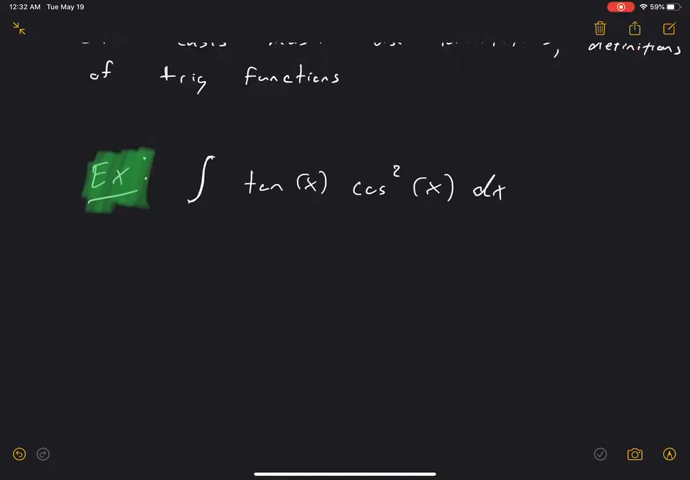 12:32 AM Tue May 19
59%
definitions
of trig functions
Ex: ∫ tan(x) cos²(x) dx